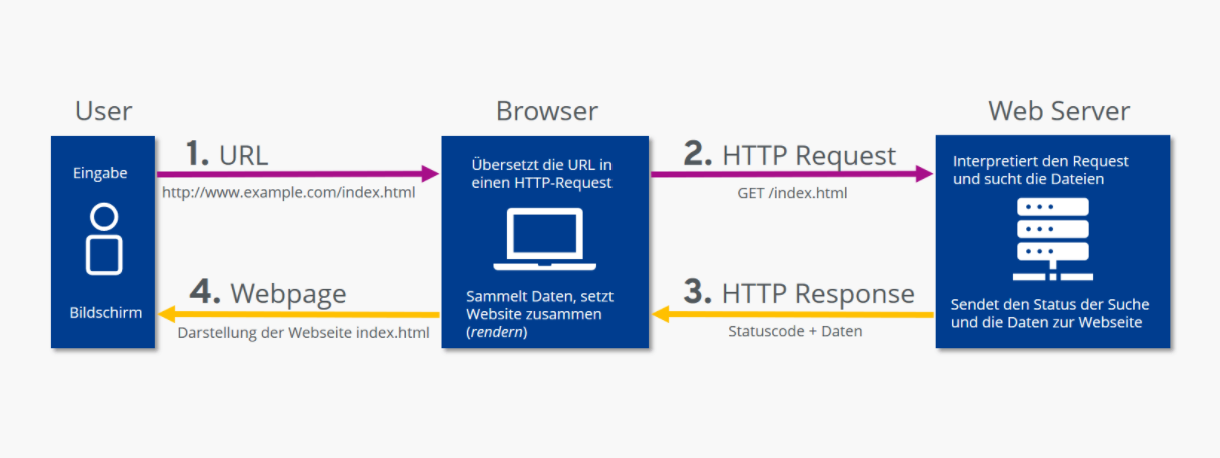 User
Browser
Web Server
Eingabe
Bildschirm
1. URL
http://www.example.com/index.html
Übersetzt die URL in
einen HTTP-Request
2. HTTP Request
GET /index.html
Interpretiert den Request
und sucht die Dateien
Sendet den Status der Suche
und die Daten zur Webseite
3. HTTP Response
Statuscode + Daten
Sammelt Daten, setzt
Website zusammen
(rendern)
4. Webpage
Darstellung der Webseite index.html